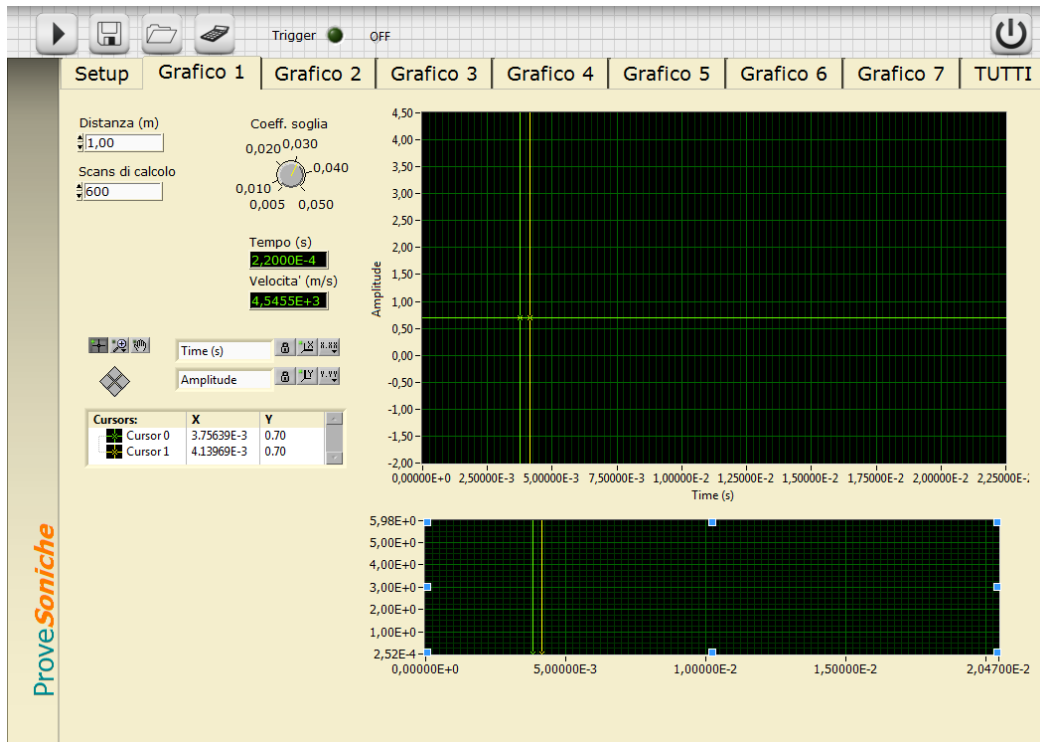 Trigger OFF
Setup Grafico 1 Grafico 2 Grafico 3 Grafico 4 Grafico 5 Grafico 6 Grafico 7 TUTTI
Distanza (m)
1,00
Scans di calcolo
600
Coeff. soglia
0,020 0,030
0,040
0,010
0,005 0,050
Tempo (s)
2,2000E-4
Velocita' (m/s)
4,5455E+3
Time (s)
X.XX
Amplitude
Y.YY
Cursors: X Y
Cursor 0 3.75639E-3 0.70
Cursor 1 4.13969E-3 0.70
Amplitude
4,50
4,00
3,50
3,00
2,50
2,00
1,50
1,00
0,50
0,00
-0,50
-1,00
-1,50
-2,00
0,00000E+0 2,50000E-3 5,00000E-3 7,50000E-3 1,00000E-2 1,25000E-2 1,50000E-2 1,75000E-2 2,00000E-2 2,25000E-
Time (s)
5,98E+0
5,00E+0
4,00E+0
3,00E+0
2,00E+0
1,00E+0
2,52E-4
0,00000E+0 5,00000E-3 1,00000E-2 1,50000E-2 2,04700E-2
ProveSoniche